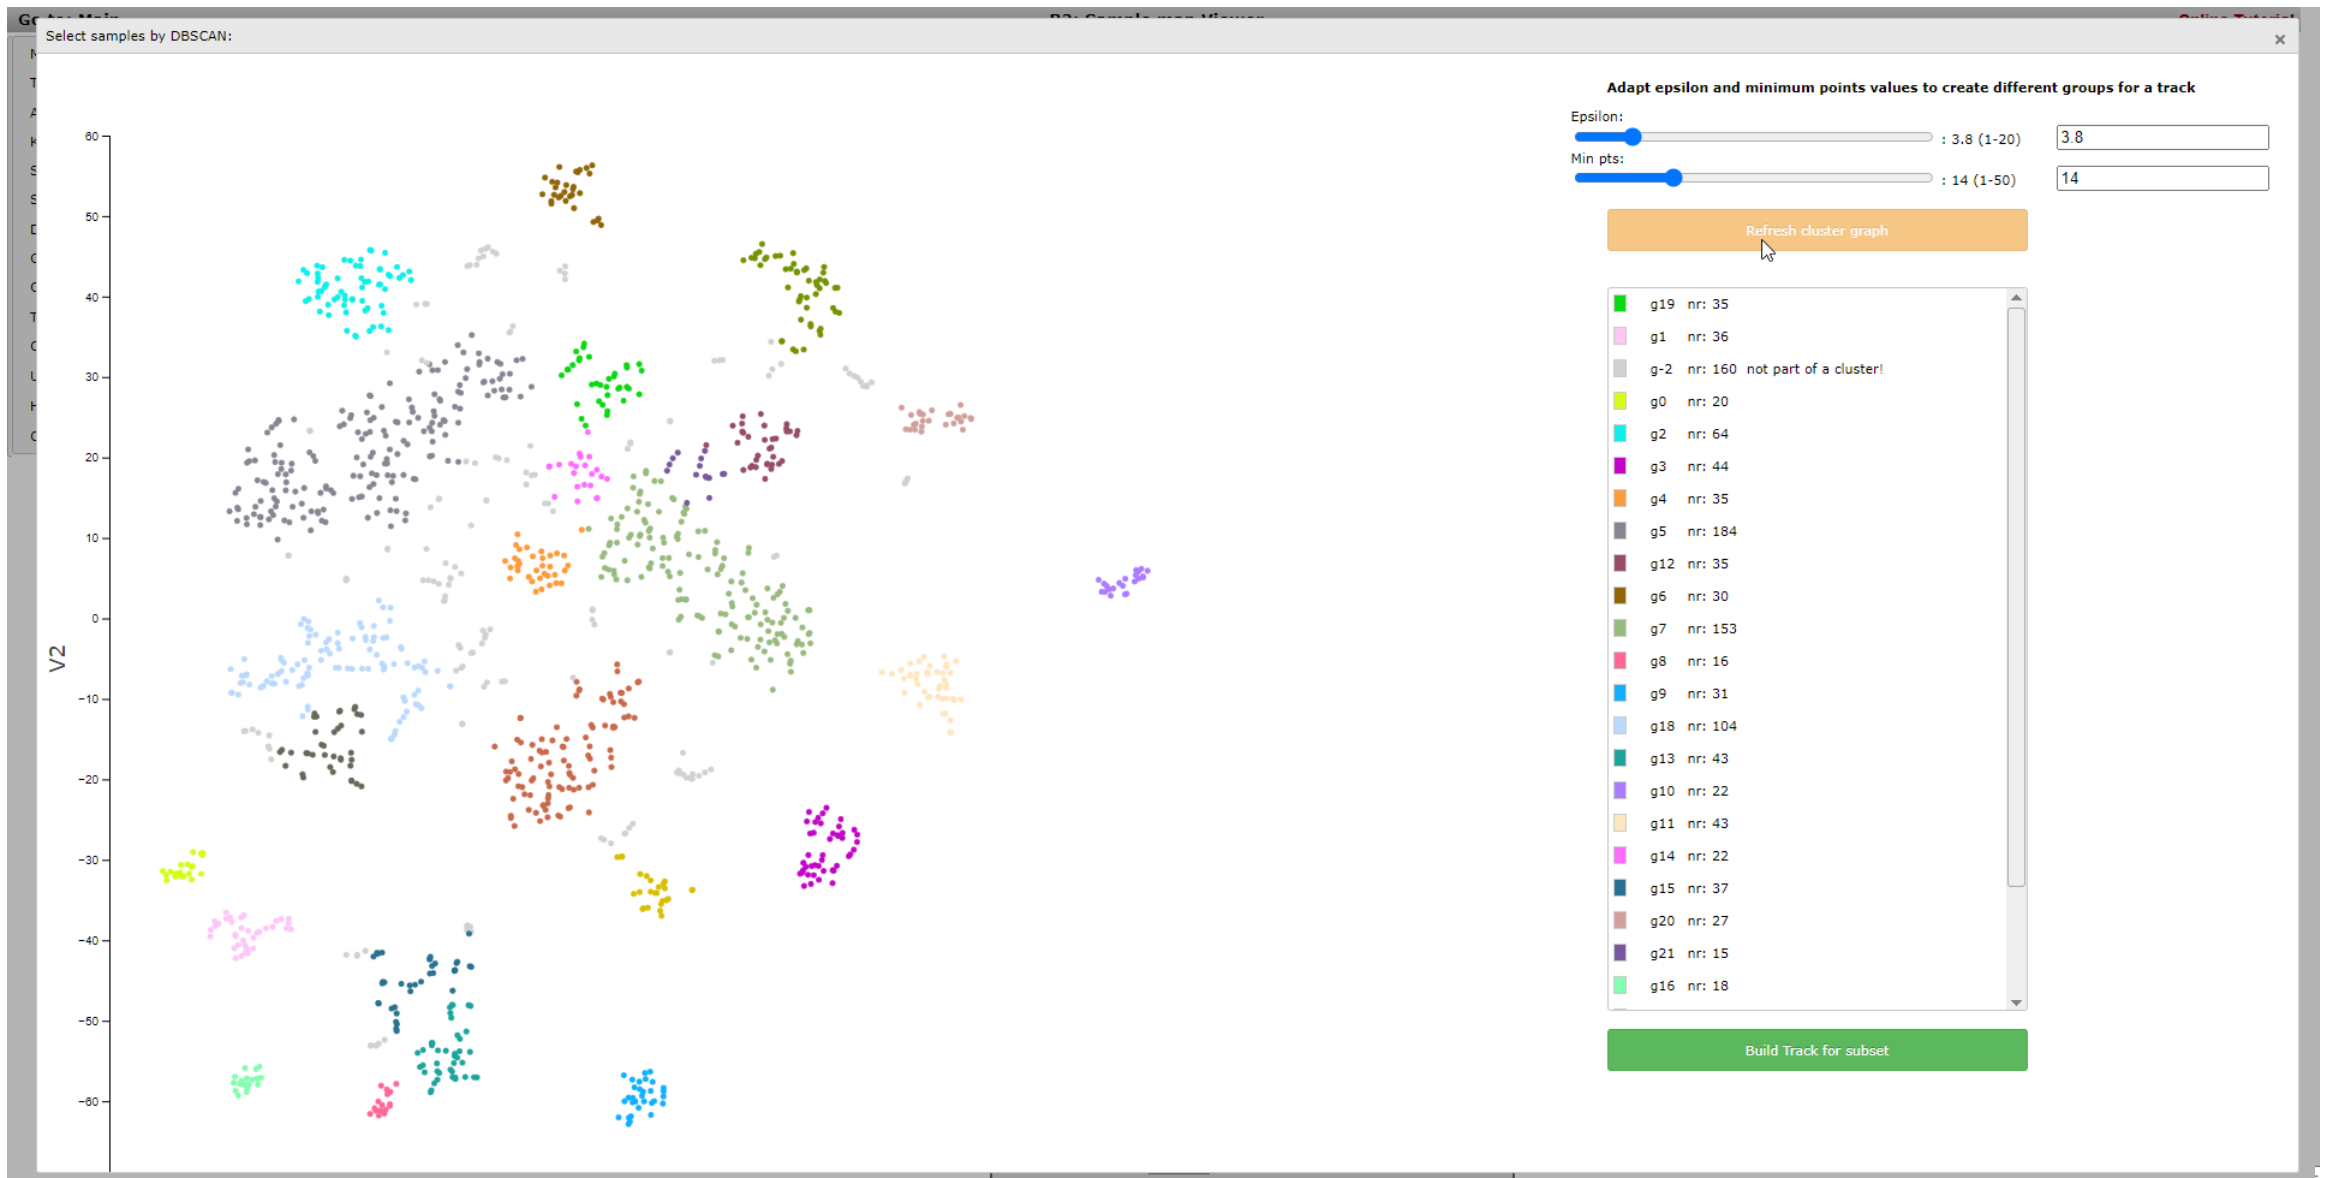 Select samples by DBSCAN:
×
Adapt epsilon and minimum points values to create different groups for a track
Epsilon:
: 3.8 (1-20)
3.8
Min pts:
: 14 (1-50)
14
Refresh cluster graph
g19 nr: 35
g1 nr: 36
g-2 nr: 160 not part of a cluster!
g0 nr: 20
g2 nr: 64
g3 nr: 44
g4 nr: 35
g5 nr: 184
g12 nr: 35
g6 nr: 30
g7 nr: 153
g8 nr: 16
g9 nr: 31
g18 nr: 104
g13 nr: 43
g10 nr: 22
g11 nr: 43
g14 nr: 22
g15 nr: 37
g20 nr: 27
g21 nr: 15
g16 nr: 18
Build Track for subset
60
50
40
30
20
10
0
−10
−20
−30
−40
−50
−60
V2